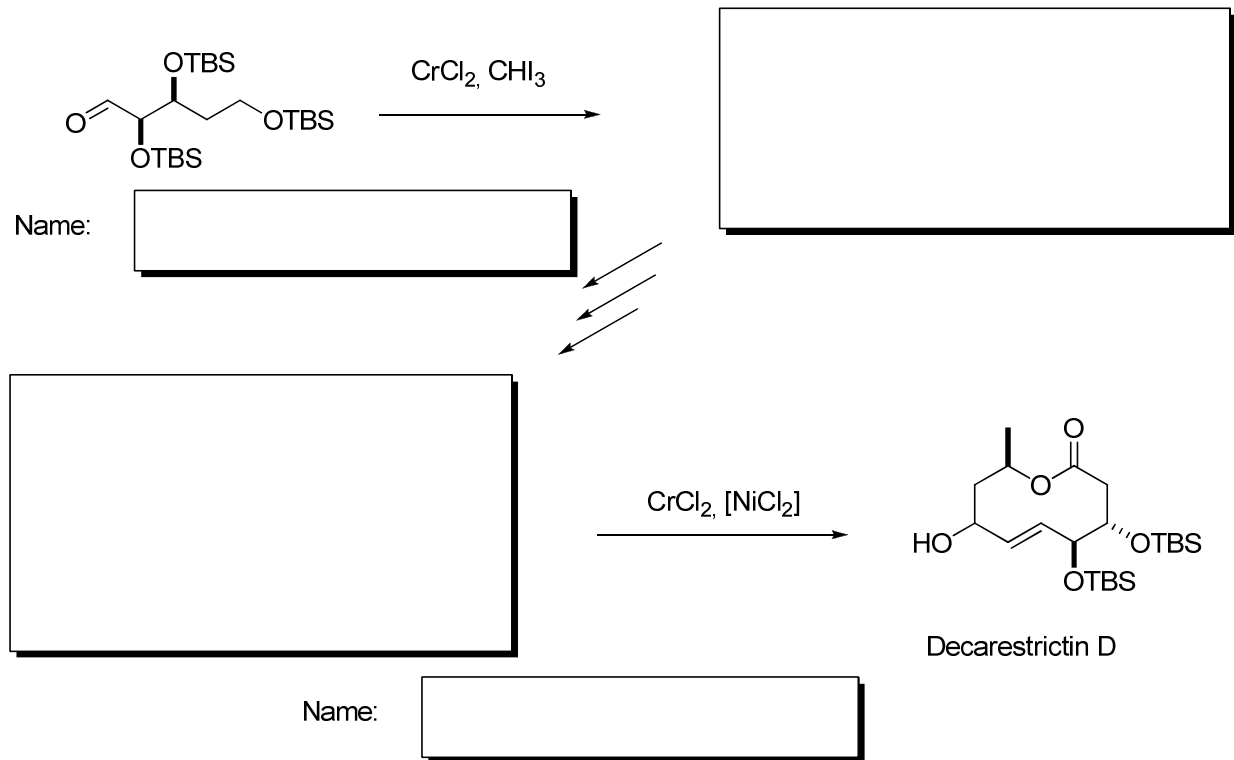 OTBS
CrCl2, CHI3
O
OTBS
OTBS
Name:
O
CrCl2, [NiCl2]
O
HO
OTBS
OTBS
Decarestrictin D
Name: